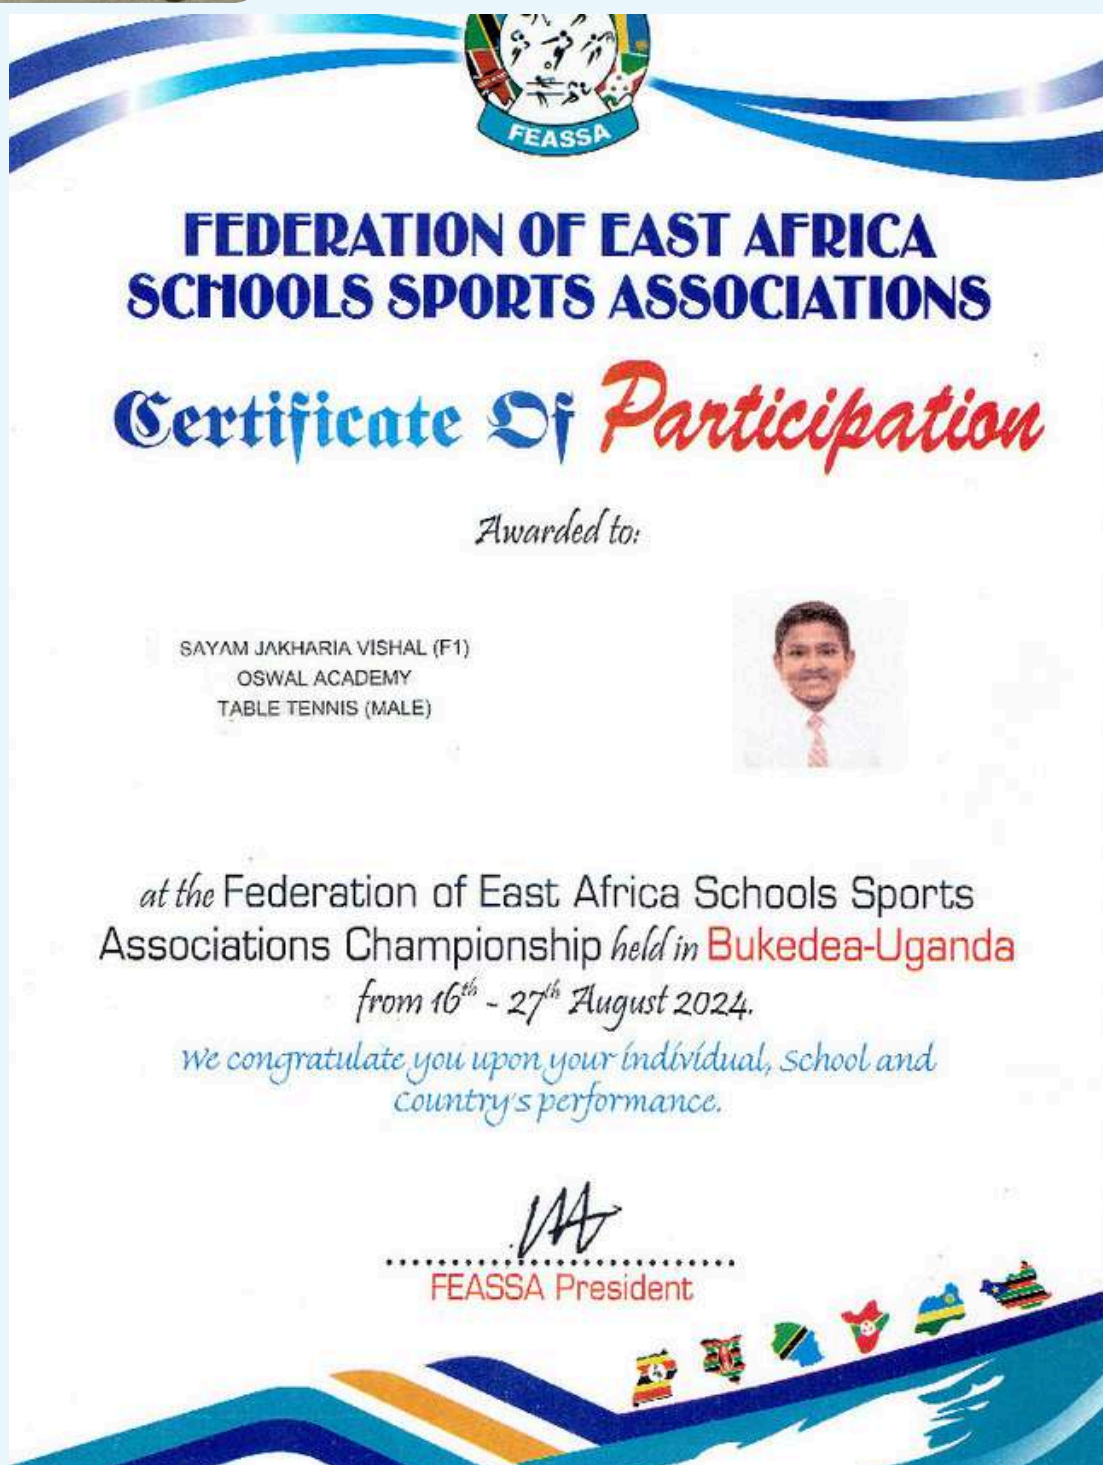 FEASSA
FEDERATION OF EAST AFRICA
SCHOOLS SPORTS ASSOCIATIONS
Certificate Of Participation
Awarded to:
SAYAM JAKHARIA VISHAL (F1)
OSWAL ACADEMY
TABLE TENNIS (MALE)
at the Federation of East Africa Schools Sports
Associations Championship held in Bukedea-Uganda
from 16th - 27th August 2024.
We congratulate you upon your individual, School and
Country's performance.
FEASSA President